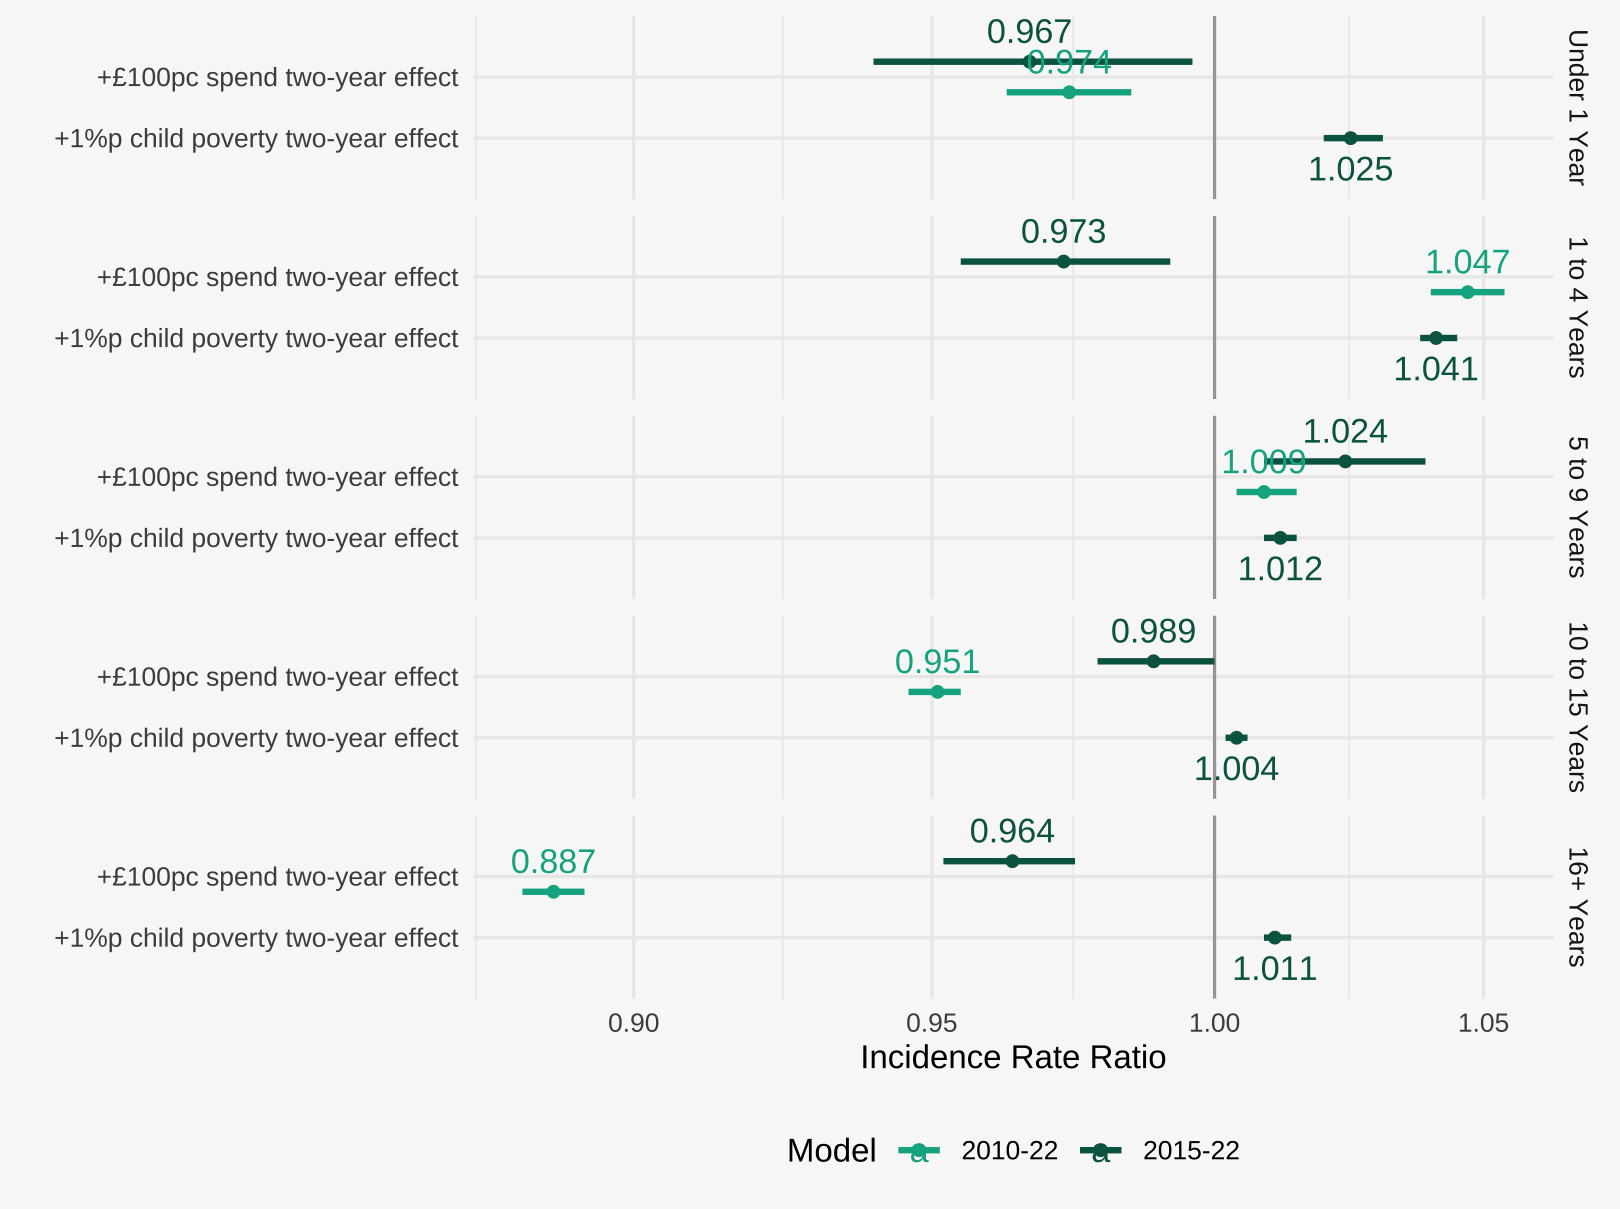 0.967
+£100pc spend two-year effect
0.974
+1%p child poverty two-year effect
1.025
Under 1 Year
0.973
+£100pc spend two-year effect
1.047
+1%p child poverty two-year effect
1.041
1 to 4 Years
1.024
+£100pc spend two-year effect
1.009
+1%p child poverty two-year effect
1.012
5 to 9 Years
0.989
+£100pc spend two-year effect
0.951
+1%p child poverty two-year effect
1.004
10 to 15 Years
0.964
+£100pc spend two-year effect
0.887
+1%p child poverty two-year effect
1.011
16+ Years
0.90 0.95 1.00 1.05
Incidence Rate Ratio
Model a 2010-22 a 2015-22